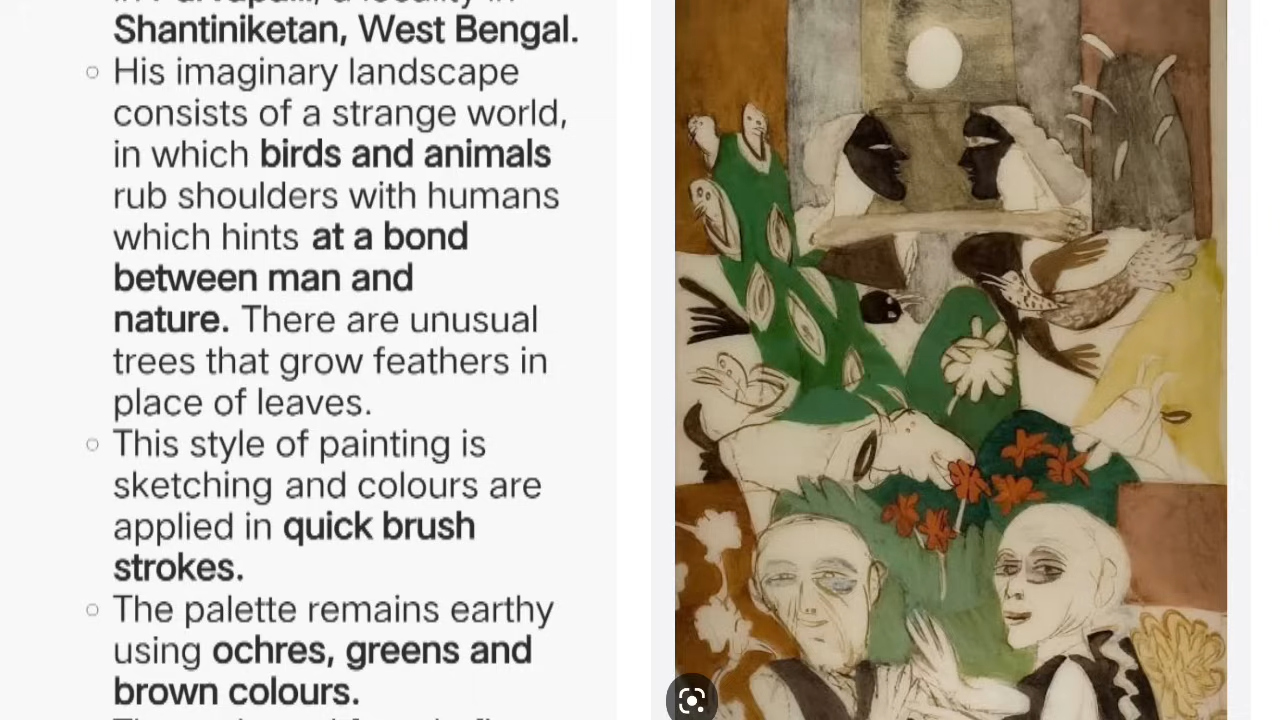 Shantiniketan, West Bengal.
○ His imaginary landscape
consists of a strange world,
in which birds and animals
rub shoulders with humans
which hints at a bond
between man and
nature. There are unusual
trees that grow feathers in
place of leaves.
○ This style of painting is
sketching and colours are
applied in quick brush
strokes.
○ The palette remains earthy
using ochres, greens and
brown colours.